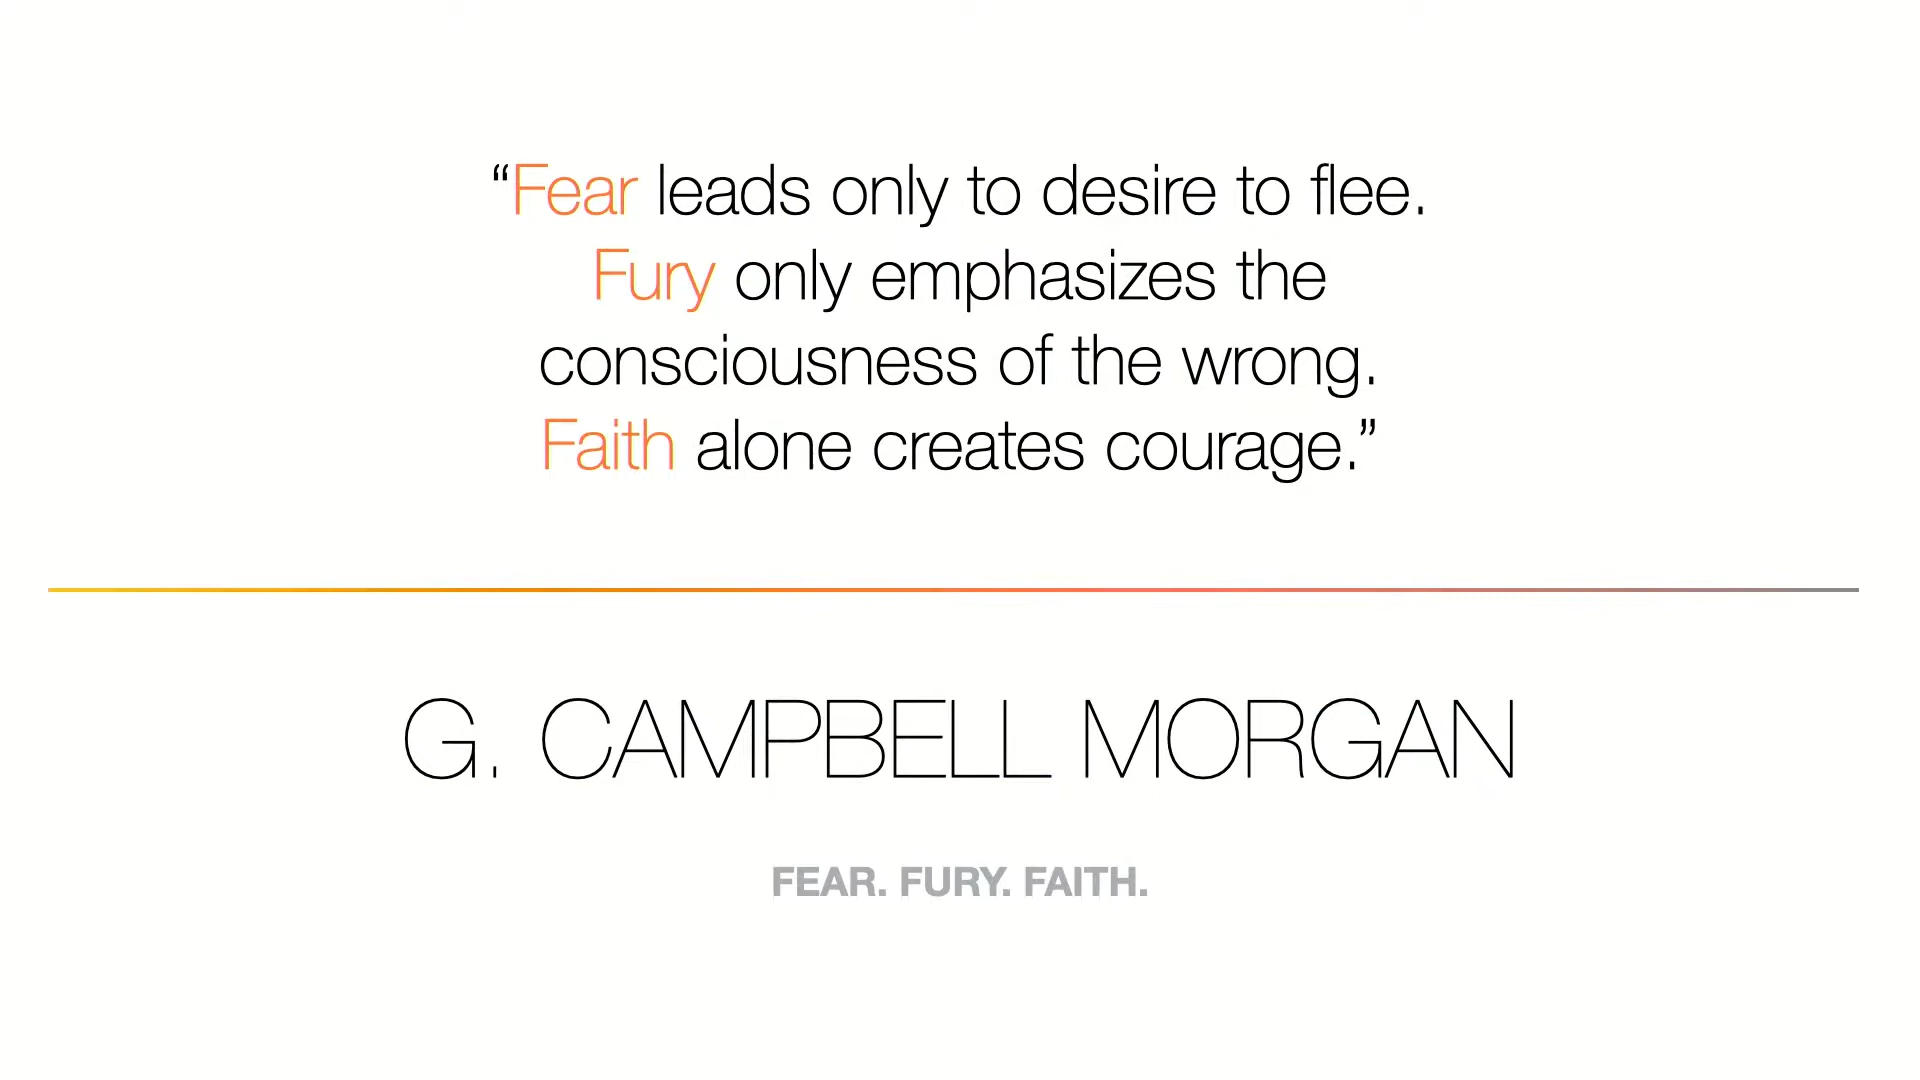 “Fear leads only to desire to flee.
Fury only emphasizes the
consciousness of the wrong.
Faith alone creates courage.”
G. CAMPBELL MORGAN
FEAR. FURY. FAITH.